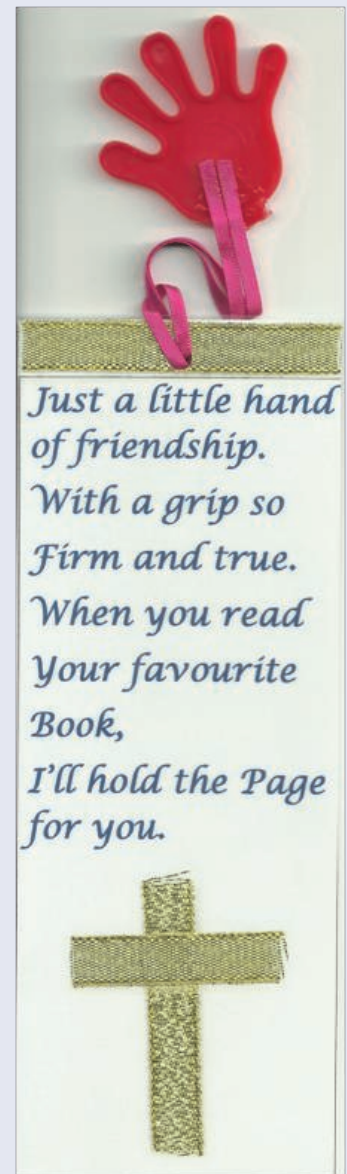 Just a little hand
of friendship.
With a grip so
Firm and true.
When you read
Your favourite
Book,
I'll hold the Page
for you.